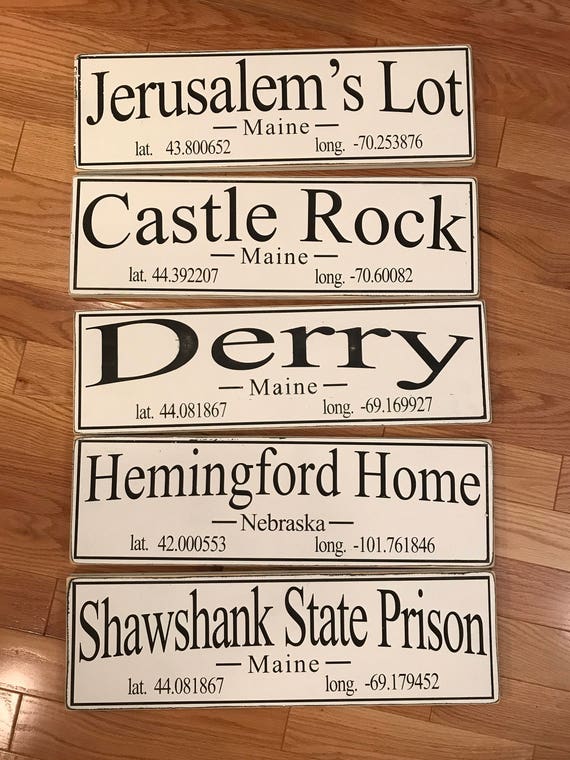 Jerusalem's Lot
— Maine —
lat. 43.800652 long. -70.253876
Castle Rock
— Maine —
lat. 44.392207 long. -70.60082
Derry
— Maine —
lat. 44.081867 long. -69.169927
Hemingford Home
— Nebraska —
lat. 42.000553 long. -101.761846
Shawshank State Prison
— Maine —
lat. 44.081867 long. -69.179452